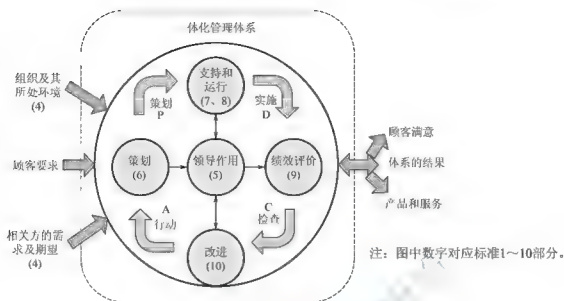 体化管理体系
组织及其
所处环境
(4)
支持和
运行
(7、8)
策划
P
实施
D
顾客满意
顾客要求
策划
(6)
领导作用
(5)
绩效评价
(9)
体系的结果
产品和服务
A
行动
C
检查
相关方的需
求及期望
(4)
改进
(10)
注：图中数字对应标准1～10部分。